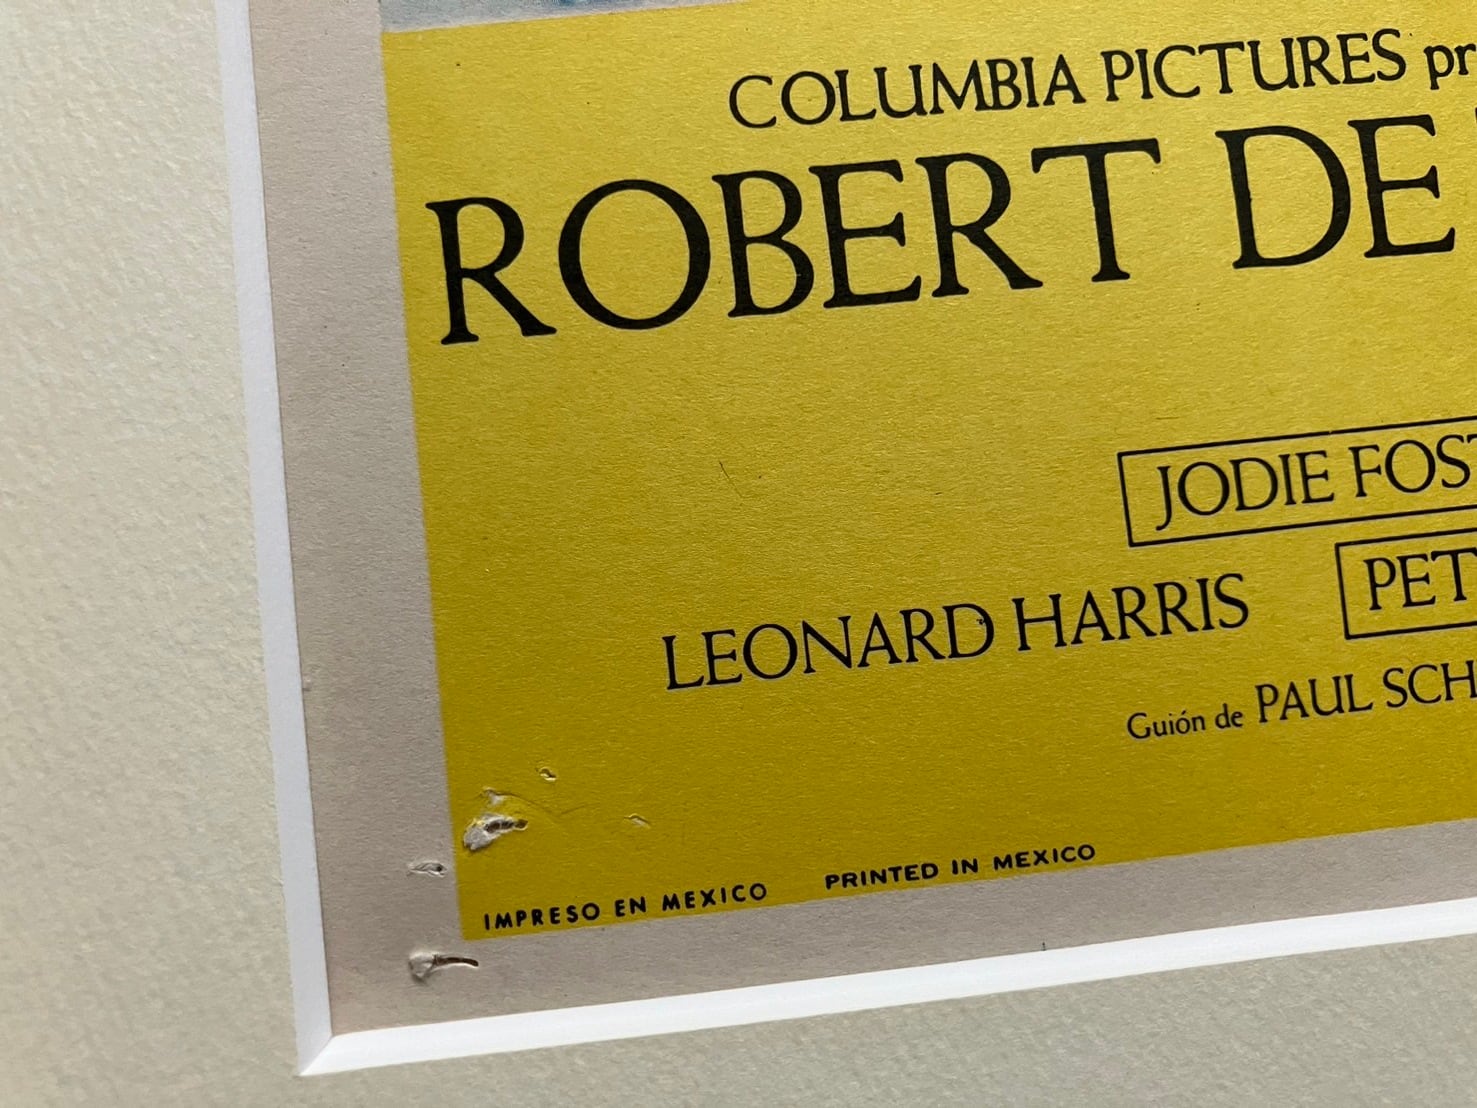 COLUMBIA PICTURES pr
ROBERT DE
JODIE FOST
LEONARD HARRIS PET
Guión de PAUL SCH
IMPRESO EN MEXICO PRINTED IN MEXICO